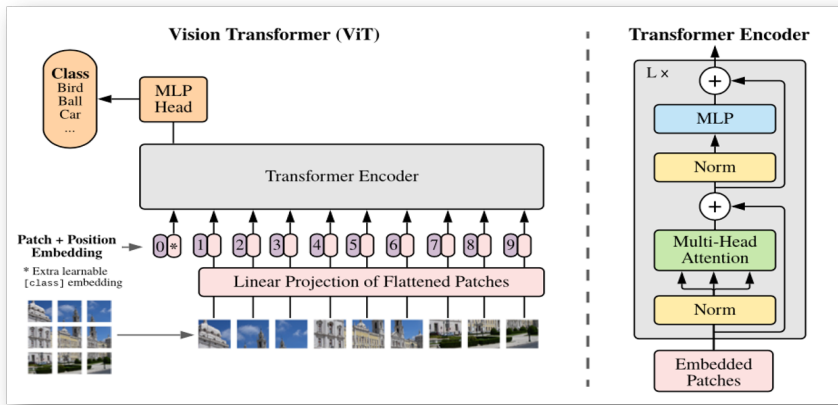 Vision Transformer (ViT)
Class
Bird
Ball
Car
...
MLP
Head
Transformer Encoder
Patch + Position
Embedding
0 * 1 2 3 4 5 6 7 8 9
* Extra learnable
[class] embedding
Linear Projection of Flattened Patches
Transformer Encoder
L ×
+
MLP
Norm
+
Multi-Head
Attention
Norm
Embedded
Patches